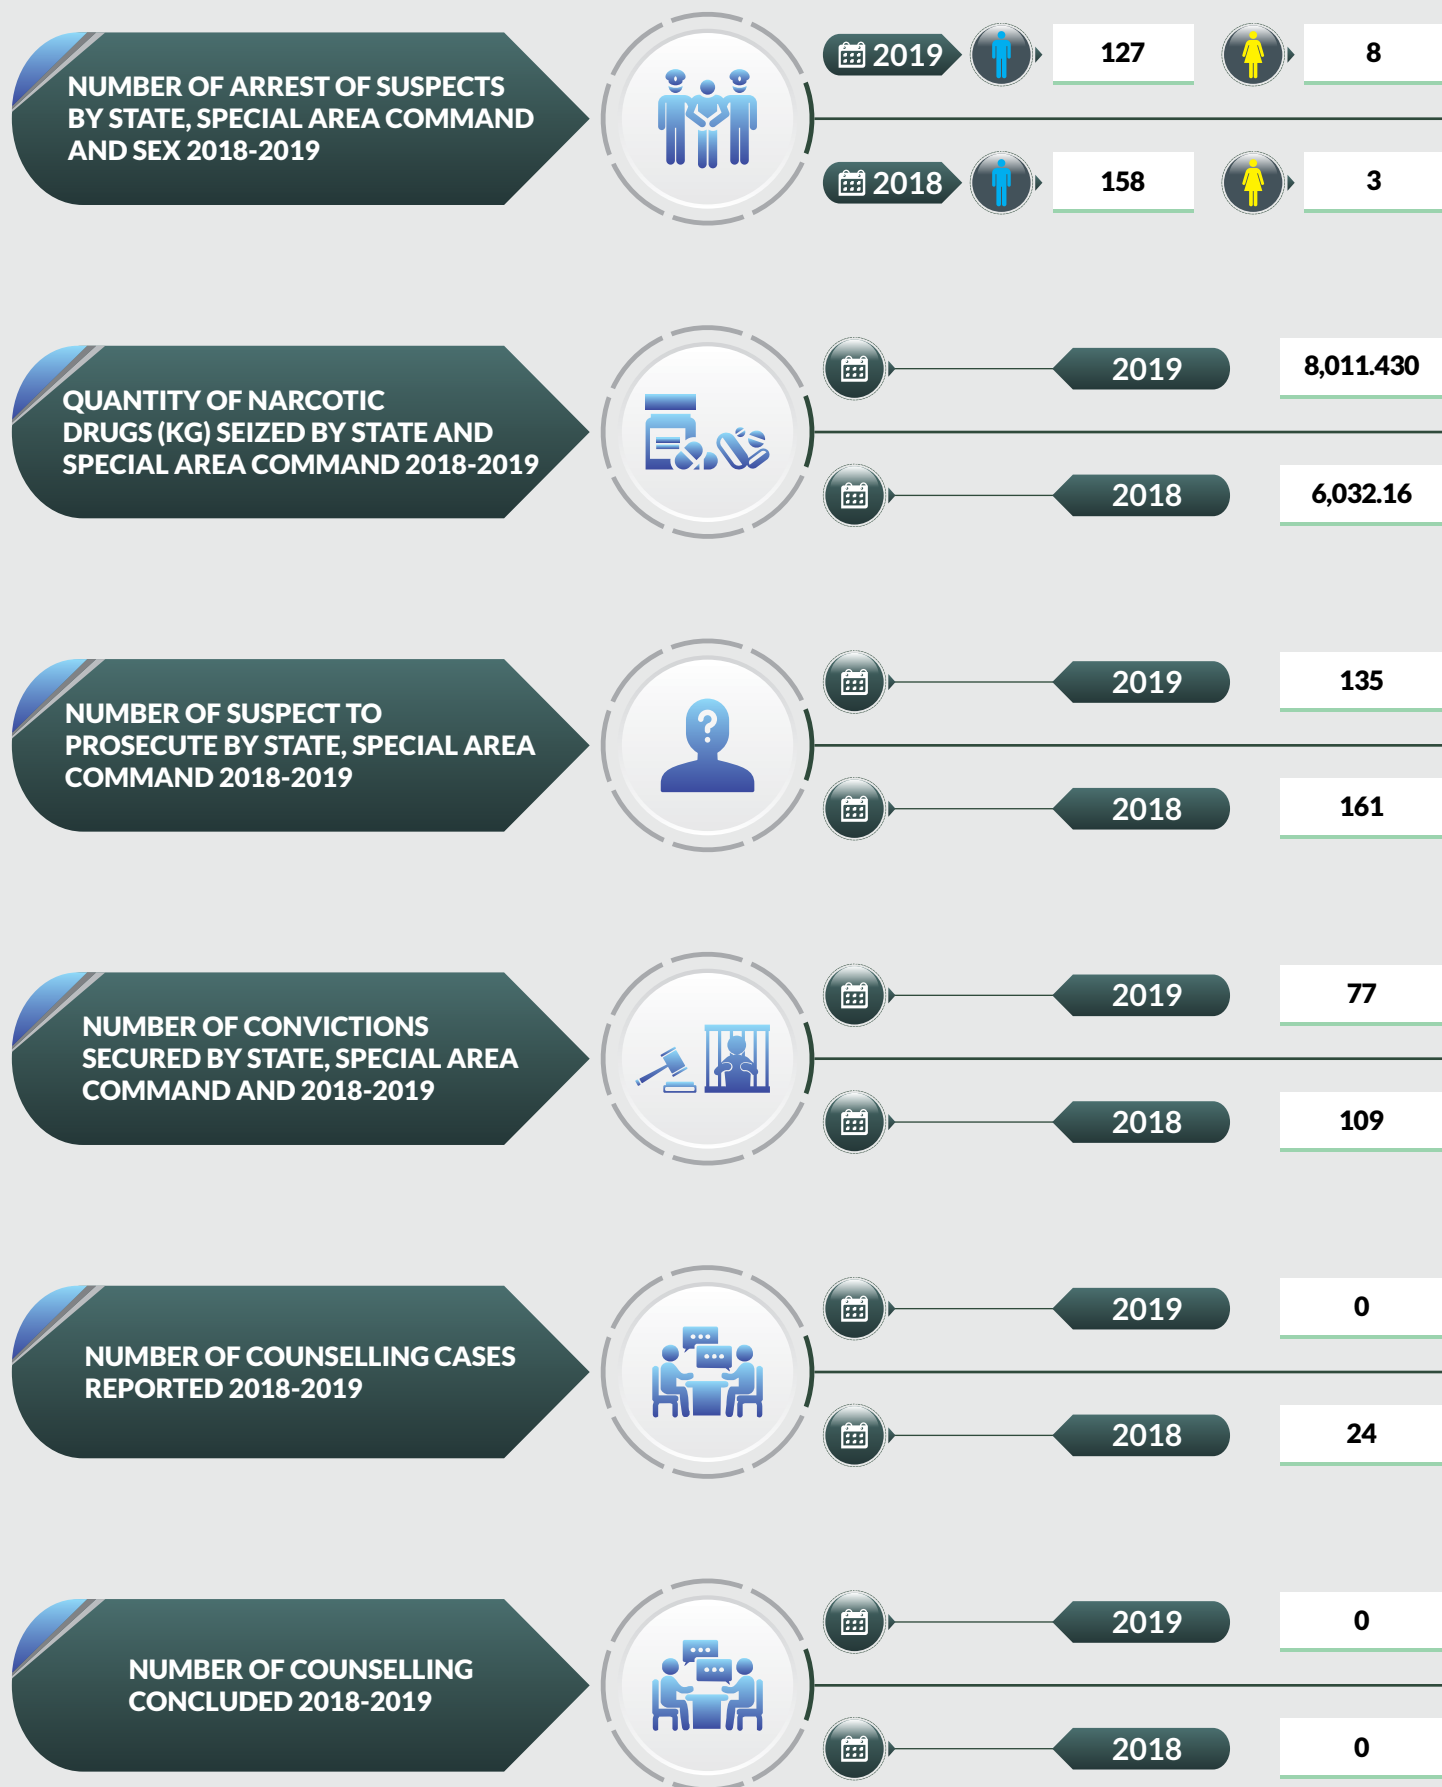 NUMBER OF ARREST OF SUSPECTS
BY STATE, SPECIAL AREA COMMAND
AND SEX 2018-2019
2019 127 8
2018 158 3
QUANTITY OF NARCOTIC
DRUGS (KG) SEIZED BY STATE AND
SPECIAL AREA COMMAND 2018-2019
2019 8,011.430
2018 6,032.16
NUMBER OF SUSPECT TO
PROSECUTE BY STATE, SPECIAL AREA
COMMAND 2018-2019
?
2019 135
2018 161
NUMBER OF CONVICTIONS
SECURED BY STATE, SPECIAL AREA
COMMAND AND 2018-2019
2019 77
2018 109
NUMBER OF COUNSELLING CASES
REPORTED 2018-2019
2019 0
2018 24
NUMBER OF COUNSELLING
CONCLUDED 2018-2019
2019 0
2018 0